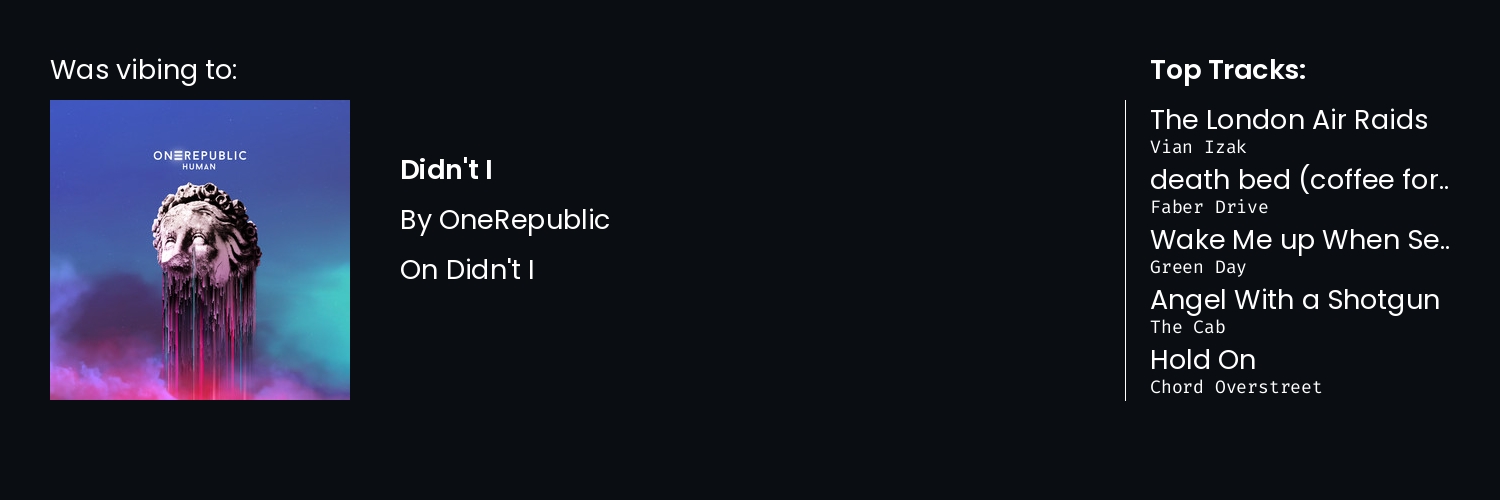 Was vibing to:
ONEREPUBLIC
HUMAN
Didn't I
By OneRepublic
On Didn't I
Top Tracks:
The London Air Raids
Vian Izak
death bed (coffee for..
Faber Drive
Wake Me up When Se..
Green Day
Angel With a Shotgun
The Cab
Hold On
Chord Overstreet